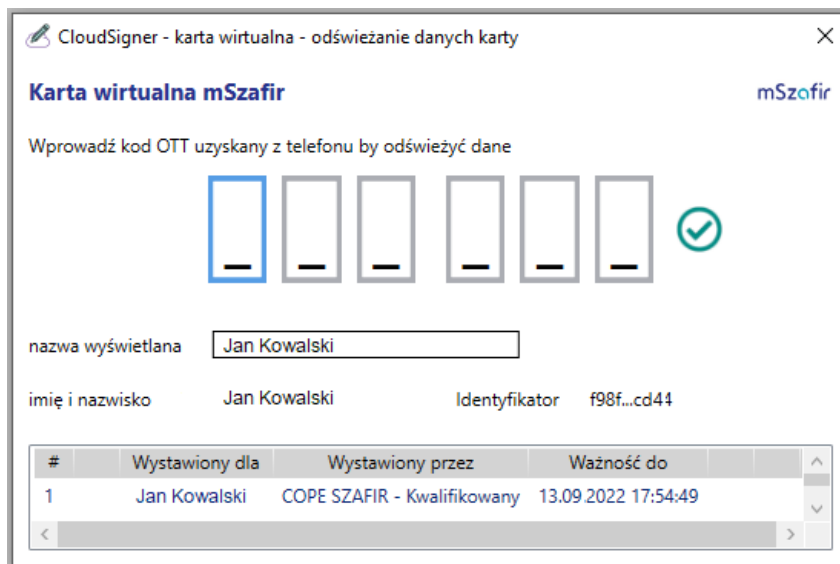 CloudSigner - karta wirtualna - odświeżanie danych karty
Karta wirtualna mSzafir mSzafir
Wprowadź kod OTT uzyskany z telefonu by odświeżyć dane
_ _ _ _ _ _
nazwa wyświetlana Jan Kowalski
imię i nazwisko Jan Kowalski Identyfikator f98f...cd44
# Wystawiony dla Wystawiony przez Ważność do
1 Jan Kowalski COPE SZAFIR - Kwalifikowany 13.09.2022 17:54:49